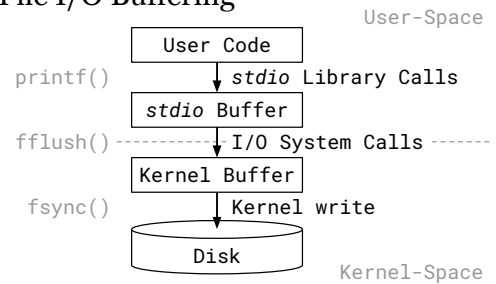 The I/O Buffering
User-Space
User Code
printf() stdio Library Calls
stdio Buffer
fflush() I/O System Calls
Kernel Buffer
fsync() Kernel write
Disk
Kernel-Space